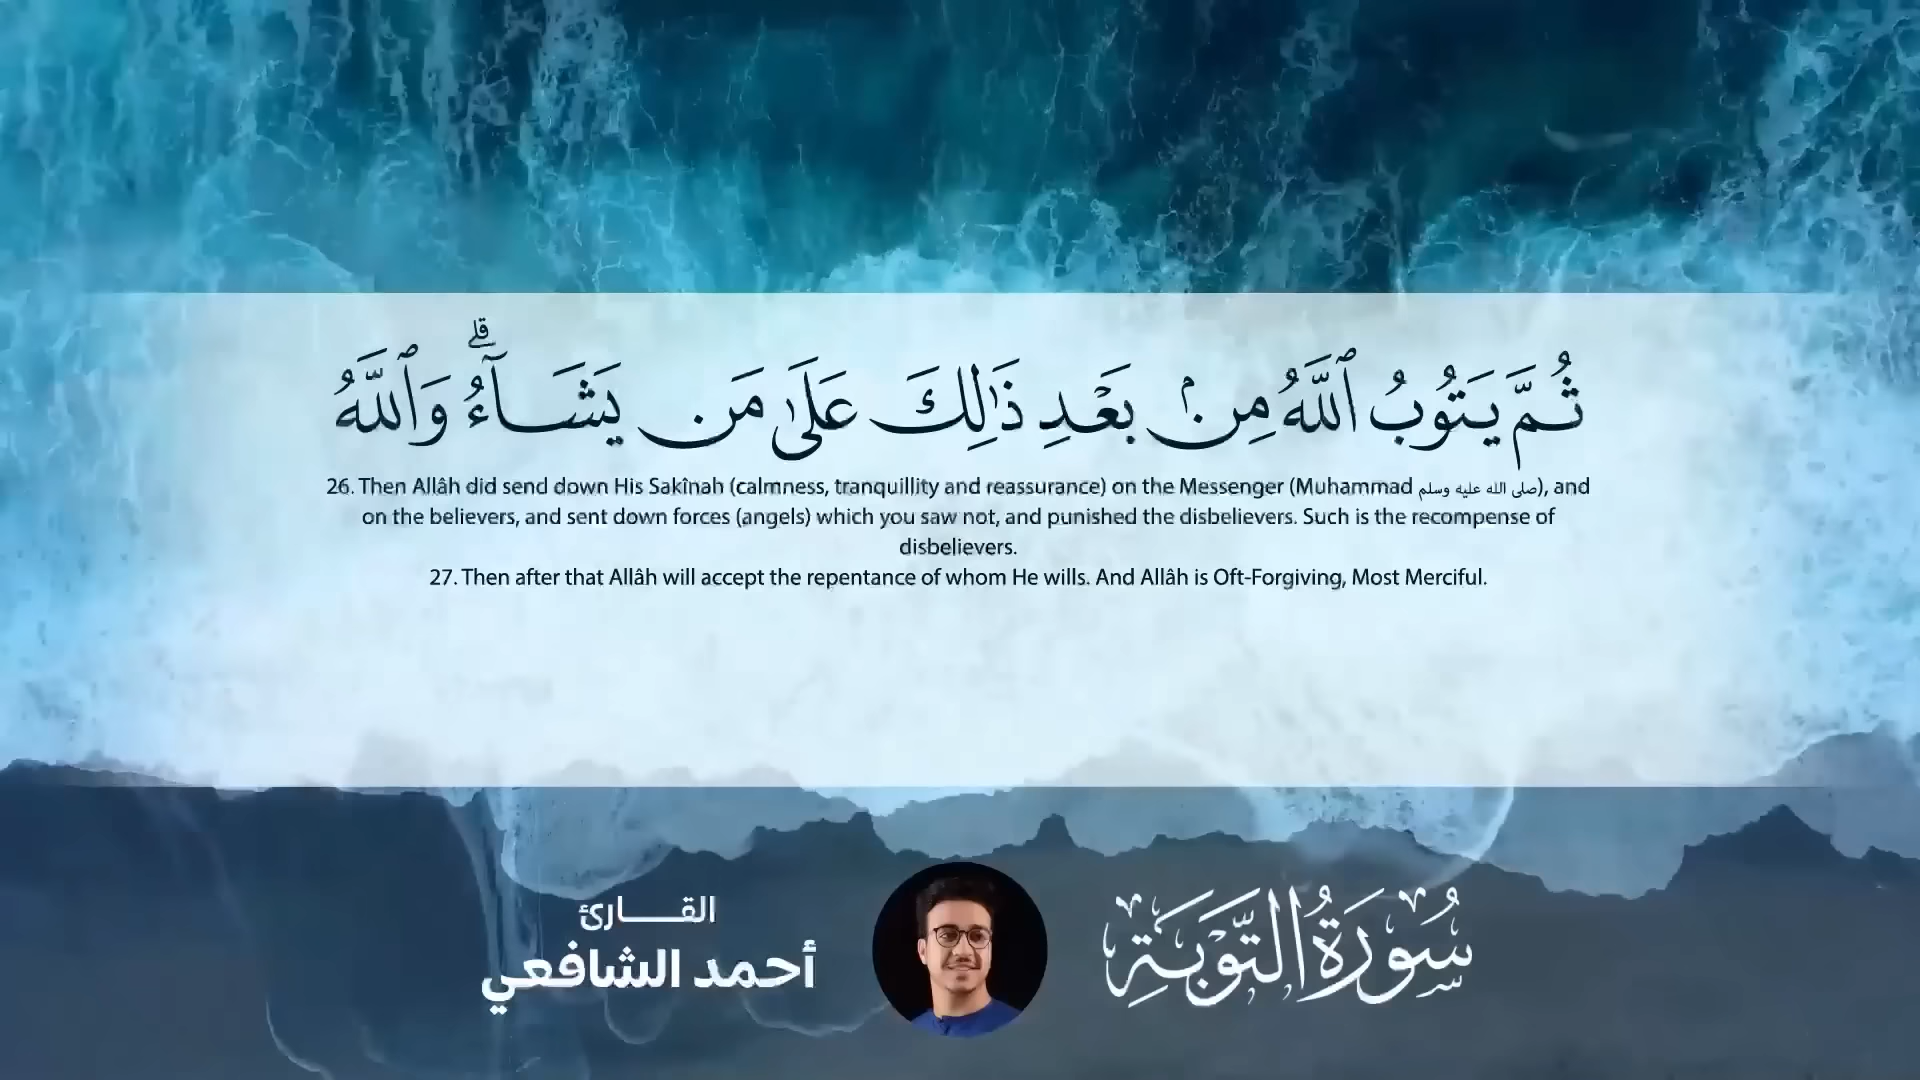 ثُمَّ يَتُوبُ ٱللَّهُ مِنۢ بَعْدِ ذَٰلِكَ عَلَىٰ مَن يَشَآءُ ۗ وَٱللَّهُ
26. Then Allâh did send down His Sakînah (calmness, tranquillity and reassurance) on the Messenger (Muhammad صلى الله عليه وسلم), and
on the believers, and sent down forces (angels) which you saw not, and punished the disbelievers. Such is the recompense of
disbelievers.
27. Then after that Allâh will accept the repentance of whom He wills. And Allâh is Oft-Forgiving, Most Merciful.
سُورَةُ التَّوْبَةِ
القــــارئ
أحمد الشافعي